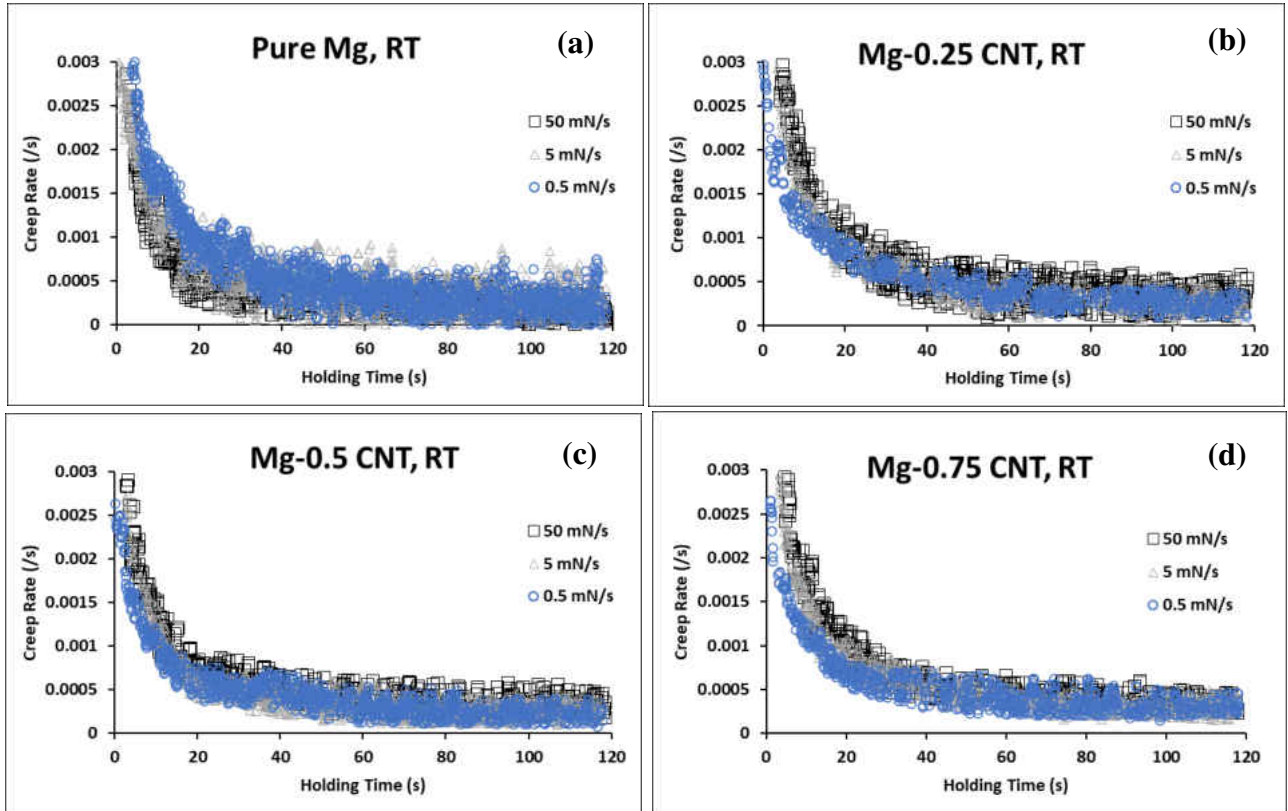 Pure Mg, RT
(a)
0.003
0.0025
0.002
0.0015
0.001
0.0005
0
Creep Rate (/s)
50 mN/s
5 mN/s
0.5 mN/s
0 20 40 60 80 100 120
Holding Time (s)
Mg-0.25 CNT, RT
(b)
0.003
0.0025
0.002
0.0015
0.001
0.0005
0
Creep Rate (/s)
50 mN/s
5 mN/s
0.5 mN/s
0 20 40 60 80 100 120
Holding Time (s)
Mg-0.5 CNT, RT
(c)
0.003
0.0025
0.002
0.0015
0.001
0.0005
0
Creep Rate (/s)
50 mN/s
5 mN/s
0.5 mN/s
0 20 40 60 80 100 120
Holding Time (s)
Mg-0.75 CNT, RT
(d)
0.003
0.0025
0.002
0.0015
0.001
0.0005
0
Creep Rate (/s)
50 mN/s
5 mN/s
0.5 mN/s
0 20 40 60 80 100 120
Holding Time (s)